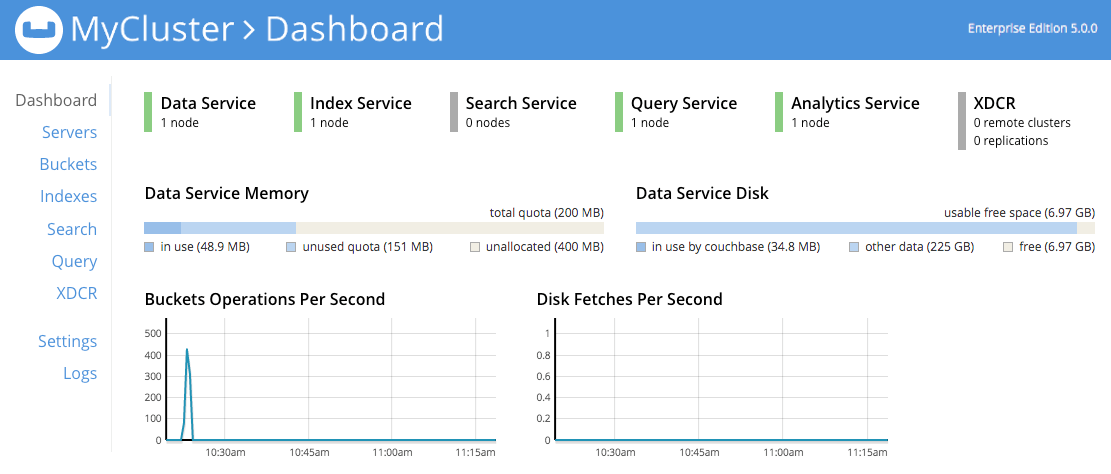 MyCluster > Dashboard
Enterprise Edition 5.0.0
Dashboard
Servers
Buckets
Indexes
Search
Query
XDCR
Settings
Logs
Data Service
1 node
Index Service
1 node
Search Service
0 nodes
Query Service
1 node
Analytics Service
1 node
XDCR
0 remote clusters
0 replications
Data Service Memory
total quota (200 MB)
in use (48.9 MB) unused quota (151 MB) unallocated (400 MB)
Data Service Disk
usable free space (6.97 GB)
in use by couchbase (34.8 MB) other data (225 GB) free (6.97 GB)
Buckets Operations Per Second
500
400
300
200
100
0
10:30am 10:45am 11:00am 11:15am
Disk Fetches Per Second
1
0.8
0.6
0.4
0.2
0
10:30am 10:45am 11:00am 11:15am